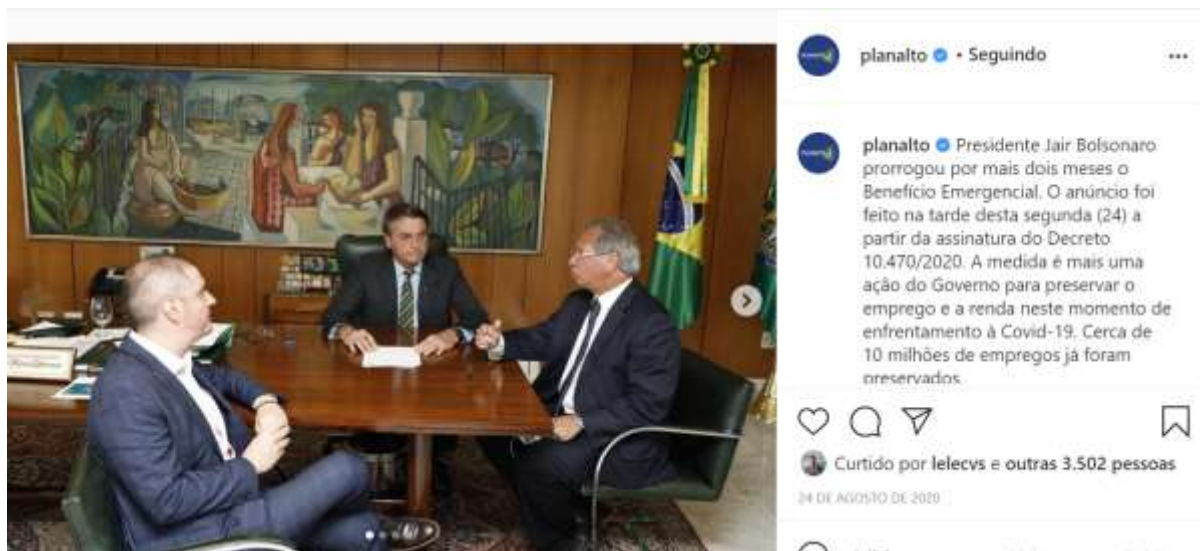 planalto • Seguindo
planalto Presidente Jair Bolsonaro
prorrogou por mais dois meses o
Benefício Emergencial. O anúncio foi
feito na tarde desta segunda (24) a
partir da assinatura do Decreto
10.470/2020. A medida é mais uma
ação do Governo para preservar o
emprego e a renda neste momento de
enfrentamento à Covid-19. Cerca de
10 milhões de empregos já foram
preservados.
Curtido por lelecvs e outras 3.502 pessoas
24 DE AGOSTO DE 2020